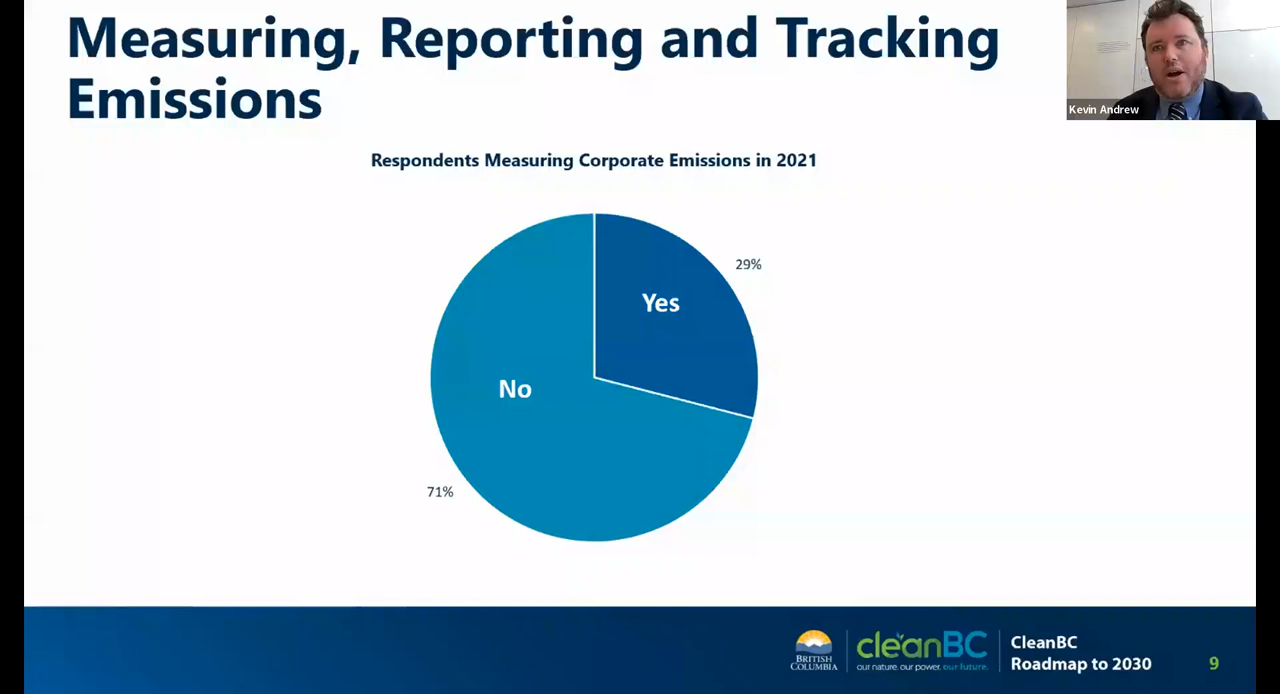 Measuring, Reporting and Tracking
Emissions
Kevin Andrew
Respondents Measuring Corporate Emissions in 2021
29%
Yes
No
71%
BRITISH
COLUMBIA
cleanBC
our nature. our power. our future.
CleanBC
Roadmap to 2030
9